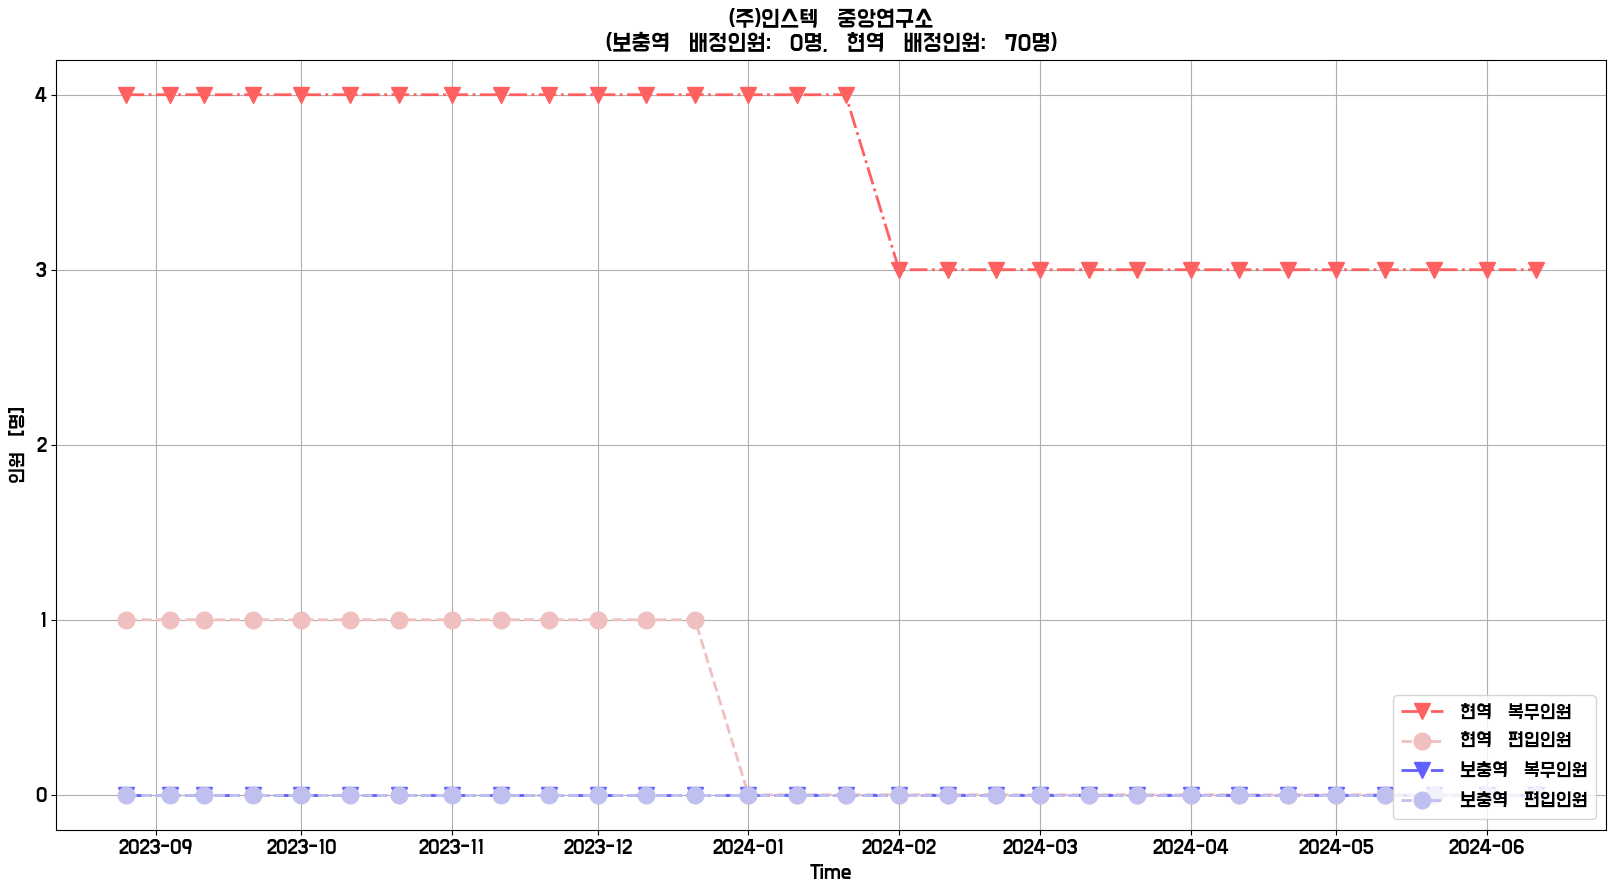 (주)인스텍 중앙연구소
(보충역 배정인원: 0명, 현역 배정인원: 70명)
4
3
2
1
0
인원 [명]
2023-09 2023-10 2023-11 2023-12 2024-01 2024-02 2024-03 2024-04 2024-05 2024-06
Time
현역 복무인원
현역 편입인원
보충역 복무인원
보충역 편입인원